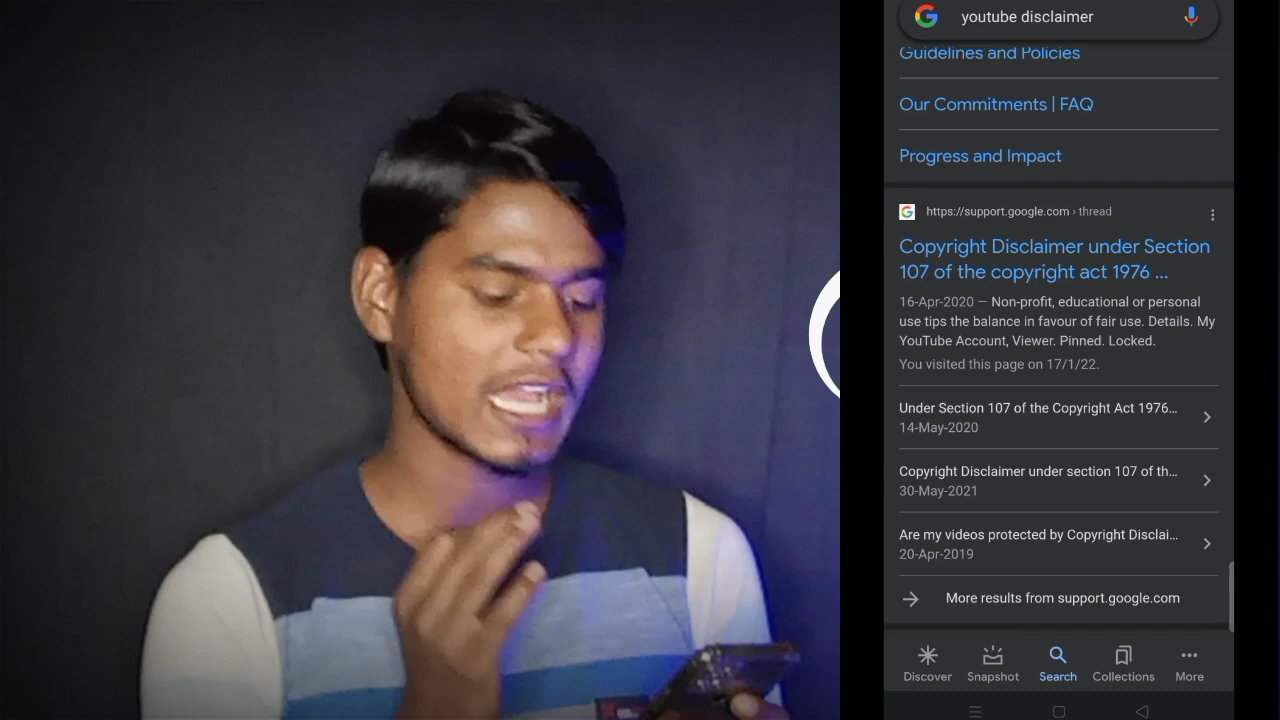 youtube disclaimer
Guidelines and Policies
Our Commitments | FAQ
Progress and Impact
https://support.google.com › thread
Copyright Disclaimer under Section
107 of the copyright act 1976 ...
16-Apr-2020 — Non-profit, educational or personal
use tips the balance in favour of fair use. Details. My
YouTube Account, Viewer. Pinned. Locked.
You visited this page on 17/1/22.
Under Section 107 of the Copyright Act 1976...
14-May-2020
Copyright Disclaimer under section 107 of th...
30-May-2021
Are my videos protected by Copyright Disclai...
20-Apr-2019
More results from support.google.com
Discover Snapshot Search Collections More